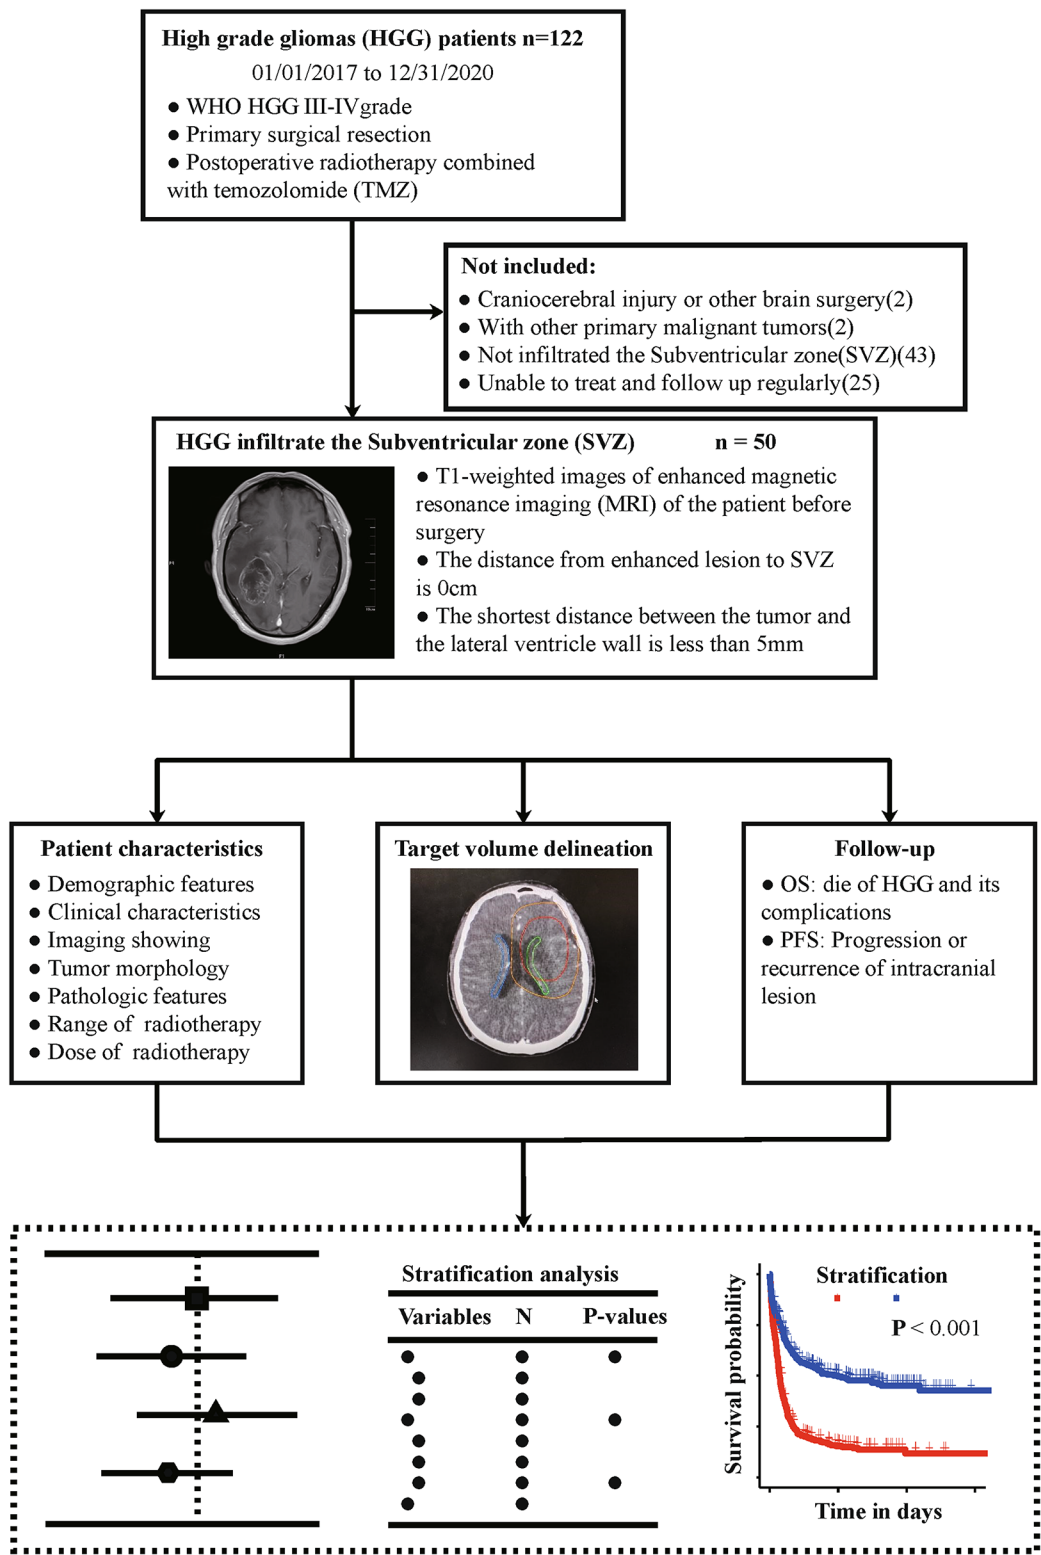 High grade gliomas (HGG) patients n=122
01/01/2017 to 12/31/2020
● WHO HGG III-IVgrade
● Primary surgical resection
● Postoperative radiotherapy combined
with temozolomide (TMZ)
Not included:
● Craniocerebral injury or other brain surgery(2)
● With other primary malignant tumors(2)
● Not infiltrated the Subventricular zone(SVZ)(43)
● Unable to treat and follow up regularly(25)
HGG infiltrate the Subventricular zone (SVZ) n = 50
● T1-weighted images of enhanced magnetic
resonance imaging (MRI) of the patient before
surgery
● The distance from enhanced lesion to SVZ
is 0cm
● The shortest distance between the tumor and
the lateral ventricle wall is less than 5mm
Patient characteristics
● Demographic features
● Clinical characteristics
● Imaging showing
● Tumor morphology
● Pathologic features
● Range of radiotherapy
● Dose of radiotherapy
Target volume delineation
Follow-up
● OS: die of HGG and its
complications
● PFS: Progression or
recurrence of intracranial
lesion
Stratification analysis
Variables N P-values
Stratification
P < 0.001
Survival probability
Time in days